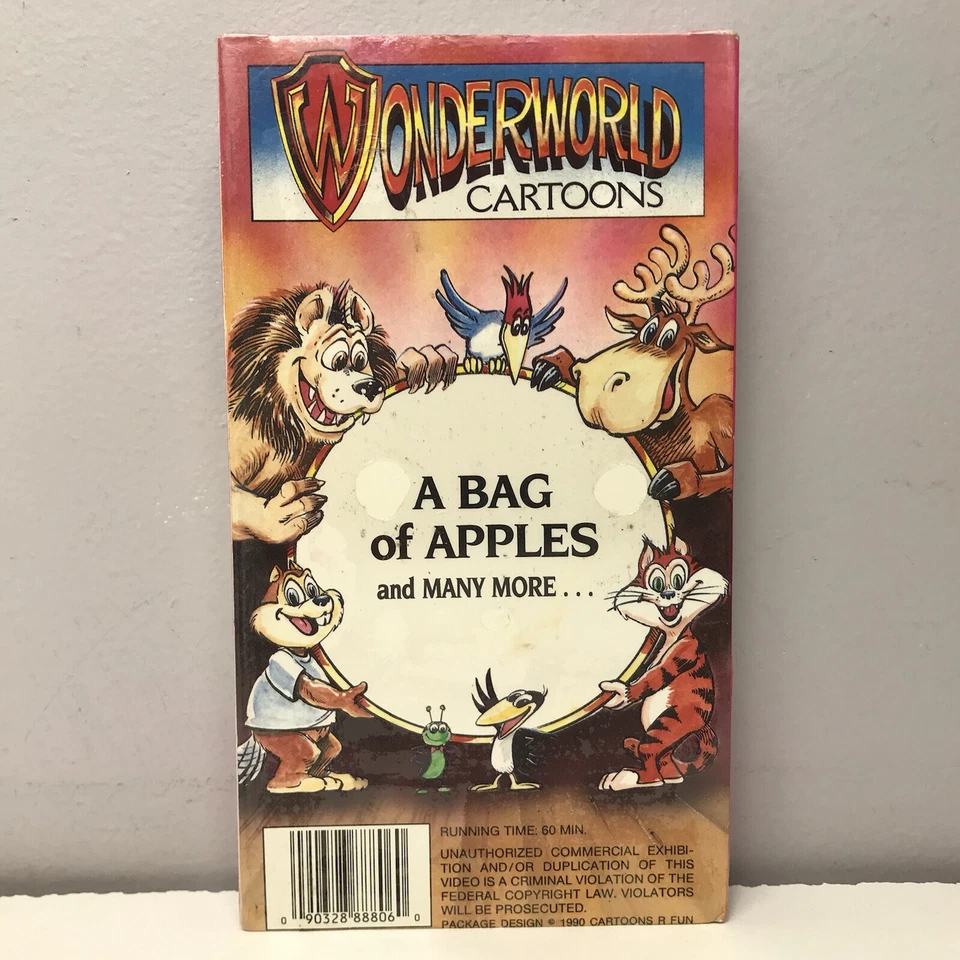 WONDERWORLD
CARTOONS
A BAG
of APPLES
and MANY MORE...
RUNNING TIME: 60 MIN.
UNAUTHORIZED COMMERCIAL EXHIBI-
TION AND/OR DUPLICATION OF THIS
VIDEO IS A CRIMINAL VIOLATION OF THE
FEDERAL COPYRIGHT LAW. VIOLATORS
WILL BE PROSECUTED.
PACKAGE DESIGN © 1990 CARTOONS R FUN
0 90328 88806 0